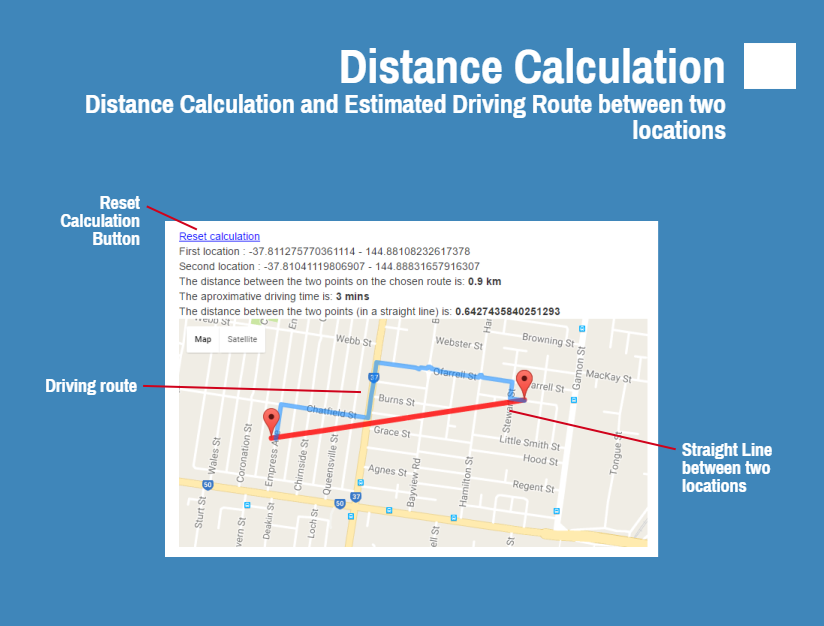 Distance Calculation
Distance Calculation and Estimated Driving Route between two
locations
Reset
Calculation
Button
Reset calculation
First location : -37.811275770361114 - 144.88108232617378
Second location : -37.81041119806907 - 144.88831657916307
The distance between the two points on the chosen route is: 0.9 km
The aproximative driving time is: 3 mins
The distance between the two points (in a straight line) is: 0.6427435840251293
Webb St
Map
Satellite
Webb St
Webster St
Browning St
Gamon St
MacKay St
37
Ofarrell St
Burns St
Stewart St
Chatfield St
Grace St
Driving route
Little Smith St
Hood St
Tongue St
Wales St
Coronation St
Empress A
Chirnside St
Queensville St
Agnes St
Bayview Rd
Hamilton St
Regent St
Straight Line
between two
locations
50
37
50
Sturt St
vern St
Deakin St
Loch St
ell St
St